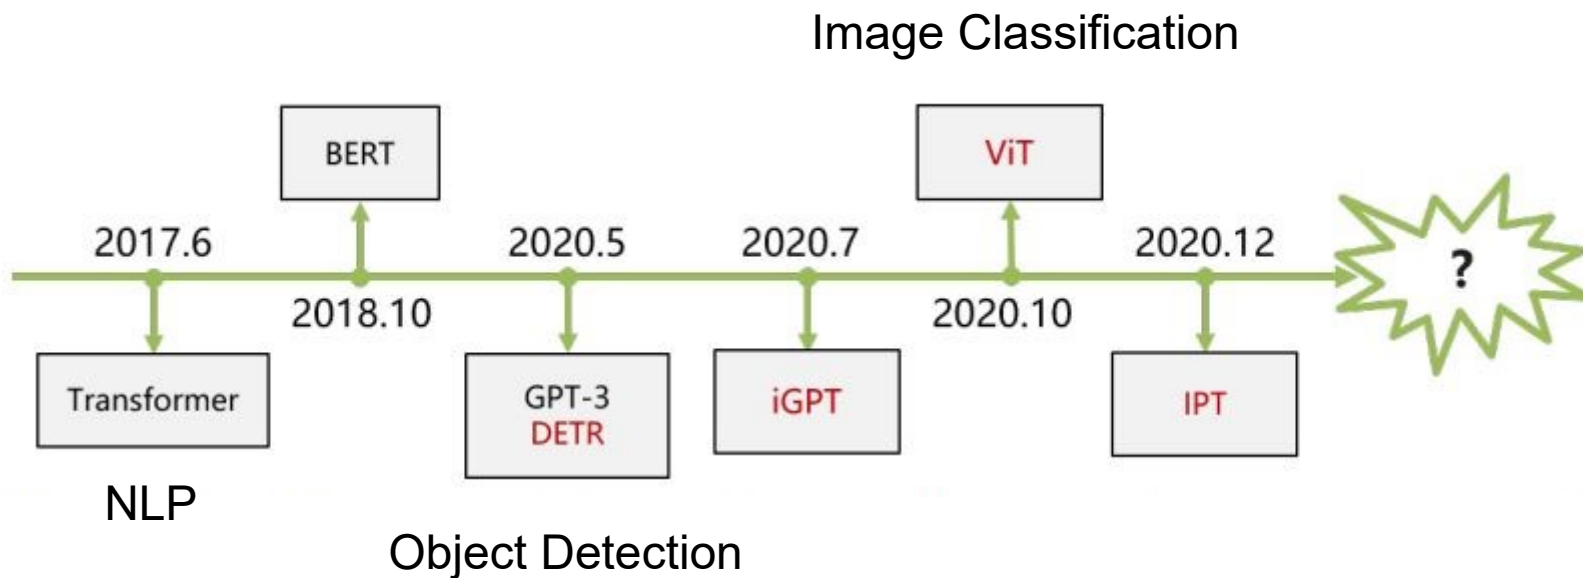 Image Classification
BERT
ViT
2017.6
2020.5
2020.7
2020.12
?
2018.10
2020.10
Transformer
GPT-3
DETR
iGPT
IPT
NLP
Object Detection